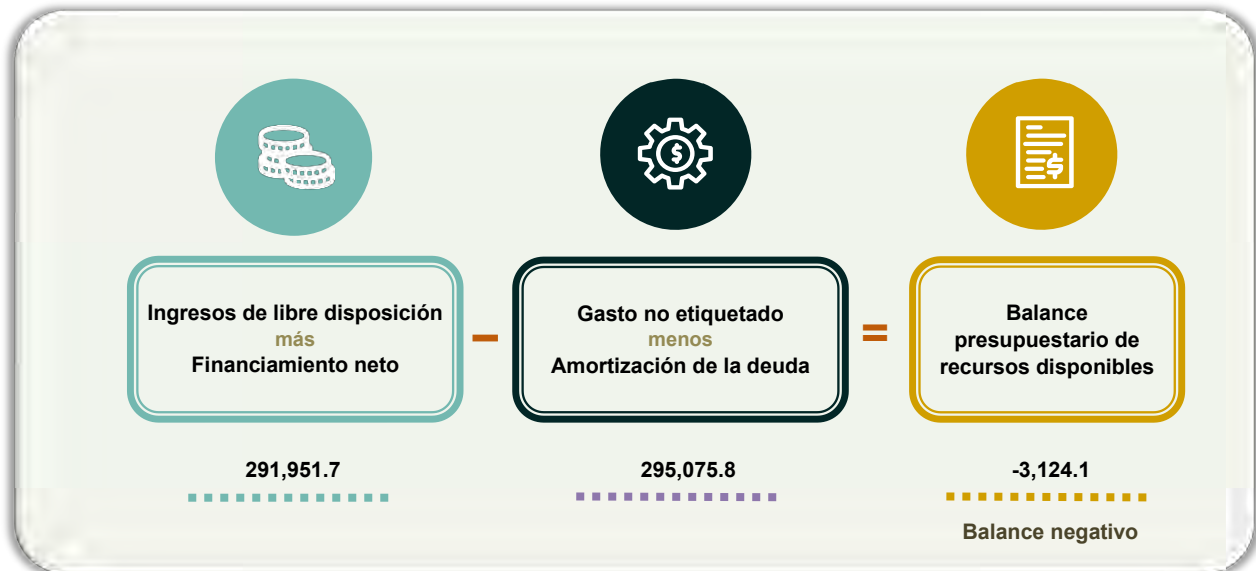 $
$
Ingresos de libre disposición
más
Financiamiento neto
–
Gasto no etiquetado
menos
Amortización de la deuda
=
Balance
presupuestario de
recursos disponibles
291,951.7
295,075.8
-3,124.1
Balance negativo